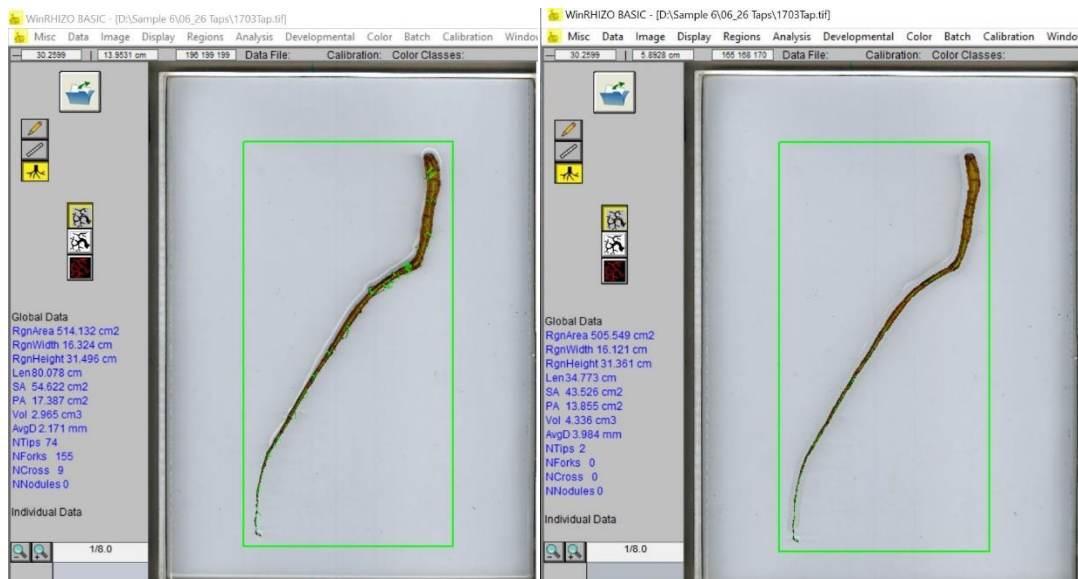 WinRHIZO BASIC - [D:\Sample 6\06_26 Taps\1703Tap.tif]
Misc Data Image Display Regions Analysis Developmental Color Batch Calibration Window
30.2599 | 13.9531 cm 196 199 199 Data File: Calibration: Color Classes:
Global Data
RgnArea 514.132 cm2
RgnWidth 16.324 cm
RgnHeight 31.496 cm
Len 80.078 cm
SA 54.622 cm2
PA 17.387 cm2
Vol 2.965 cm3
AvgD 2.171 mm
NTips 74
NForks 155
NCross 9
NNodules 0
Individual Data
1/8.0
WinRHIZO BASIC - [D:\Sample 6\06_26 Taps\1703Tap.tif]
Misc Data Image Display Regions Analysis Developmental Color Batch Calibration Windo
30.2599 | 5.8928 cm 165 168 170 Data File: Calibration: Color Classes:
Global Data
RgnArea 505.549 cm2
RgnWidth 16.121 cm
RgnHeight 31.361 cm
Len 34.773 cm
SA 43.526 cm2
PA 13.855 cm2
Vol 4.336 cm3
AvgD 3.984 mm
NTips 2
NForks 0
NCross 0
NNodules 0
Individual Data
1/8.0